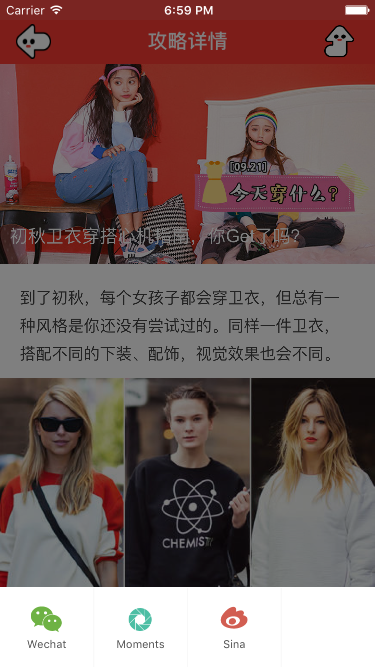 Carrier
6:59 PM
攻略详情
[09.21]
今天穿什么?
初秋卫衣穿搭心机指南，你Get了吗?
到了初秋，每个女孩子都会穿卫衣，但总有一
种风格是你还没有尝试过的。同样一件卫衣，
搭配不同的下装、配饰，视觉效果也会不同。
CHEMIST
Wechat
Moments
Sina